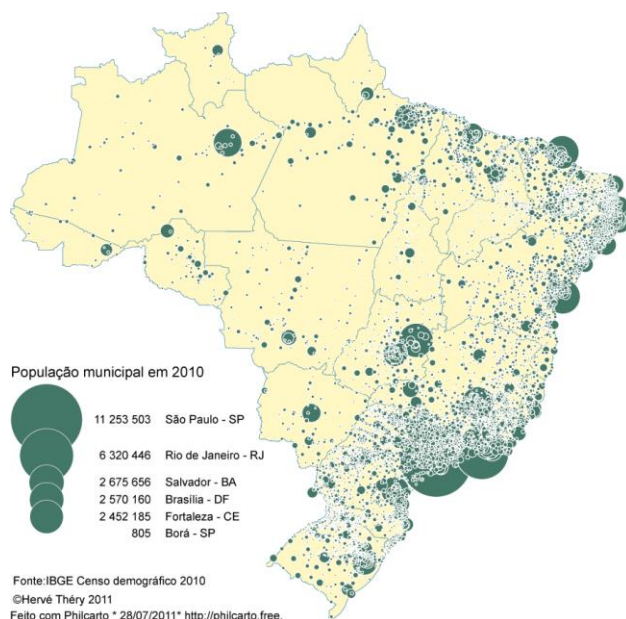 População municipal em 2010
11 253 503 São Paulo - SP
6 320 446 Rio de Janeiro - RJ
2 675 656 Salvador - BA
2 570 160 Brasília - DF
2 452 185 Fortaleza - CE
805 Borá - SP
Fonte:IBGE Censo demográfico 2010
©Hervé Théry 2011
Feito com Philcarto * 28/07/2011* http://philcarto.free.